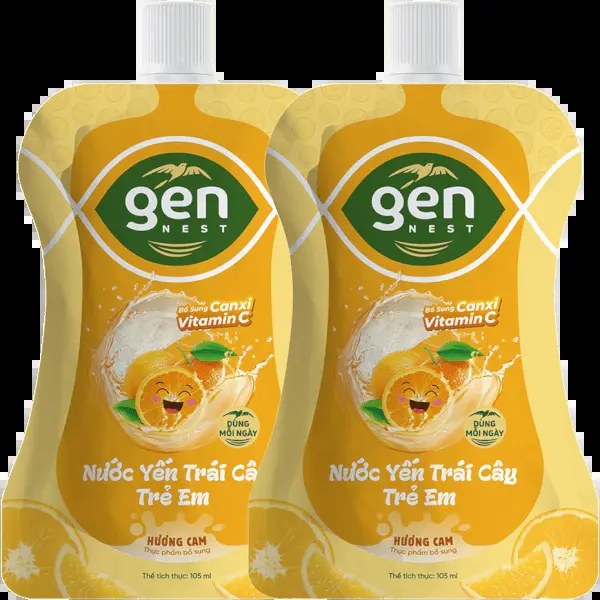 gen
NEST
Bổ Sung Canxi
Vitamin C
DÙNG
MỖI NGÀY
Nước Yến Trái Câ
Trẻ Em
HƯƠNG CAM
Thực phẩm bổ sung
Thể tích thực: 105 ml
gen
NEST
Bổ Sung Canxi
Vitamin C
DÙNG
MỖI NGÀY
Nước Yến Trái Cây
Trẻ Em
HƯƠNG CAM
Thực phẩm bổ sung
Thể tích thực: 105 ml